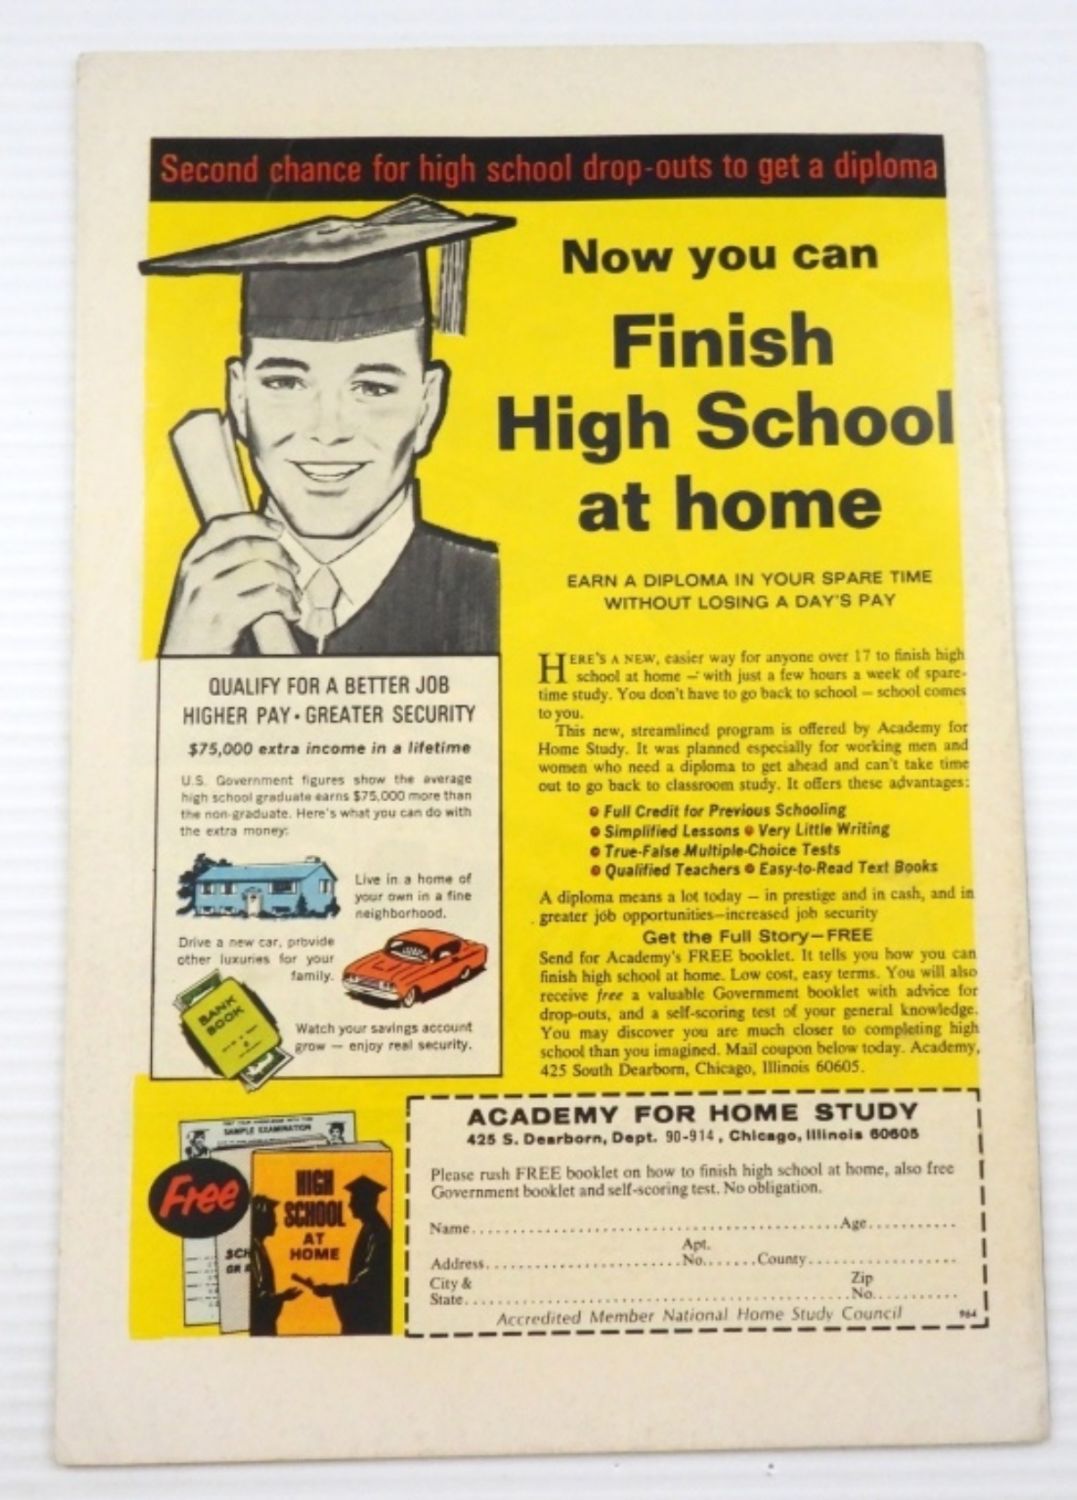 Second chance for high school drop-outs to get a diploma
Now you can
Finish
High School
at home
EARN A DIPLOMA IN YOUR SPARE TIME
WITHOUT LOSING A DAY'S PAY
QUALIFY FOR A BETTER JOB
HIGHER PAY • GREATER SECURITY
$75,000 extra income in a lifetime
U.S. Government figures show the average
high school graduate earns $75,000 more than
the non-graduate. Here's what you can do with
the extra money:
Live in a home of
your own in a fine
neighborhood.
Drive a new car, provide
other luxuries for your
family.
BANK
BOOK
Watch your savings account
grow — enjoy real security.
HERE'S A NEW, easier way for anyone over 17 to finish high
school at home — with just a few hours a week of spare-
time study. You don't have to go back to school — school comes
to you.
This new, streamlined program is offered by Academy for
Home Study. It was planned especially for working men and
women who need a diploma to get ahead and can't take time
out to go back to classroom study. It offers these advantages:
• Full Credit for Previous Schooling
• Simplified Lessons • Very Little Writing
• True-False Multiple-Choice Tests
• Qualified Teachers • Easy-to-Read Text Books
A diploma means a lot today — in prestige and in cash, and in
greater job opportunities—increased job security
Get the Full Story—FREE
Send for Academy's FREE booklet. It tells you how you can
finish high school at home. Low cost, easy terms. You will also
receive free a valuable Government booklet with advice for
drop-outs, and a self-scoring test of your general knowledge.
You may discover you are much closer to completing high
school than you imagined. Mail coupon below today. Academy,
425 South Dearborn, Chicago, Illinois 60605.
SAMPLE EXAMINATION
Free
HIGH
SCHOOL
AT
HOME
SCH
OR
ACADEMY FOR HOME STUDY
425 S. Dearborn, Dept. 90-914, Chicago, Illinois 60605
Please rush FREE booklet on how to finish high school at home, also free
Government booklet and self-scoring test. No obligation.
Name.......... Age..........
Address.......... Apt. No....... County..........
City &
State.......... Zip No..........
Accredited Member National Home Study Council 964